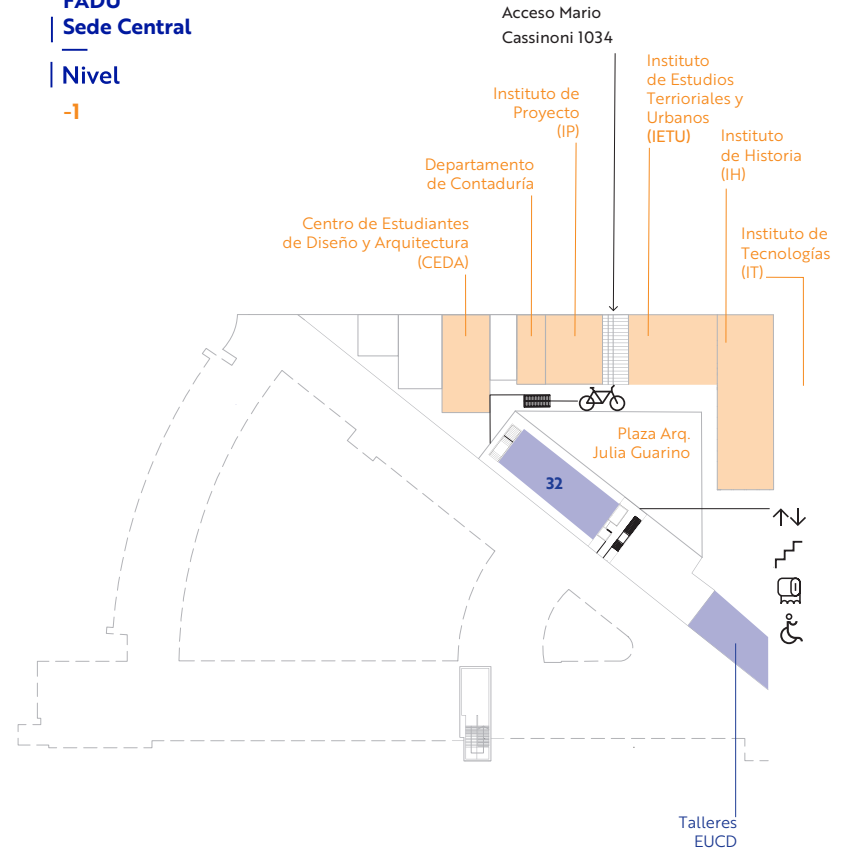 FADU
Sede Central
Nivel
-1
Acceso Mario
Cassinoni 1034
Instituto
de Estudios
Terrioriales y
Urbanos
(IETU)
Instituto de
Proyecto
(IP)
Instituto
de Historia
(IH)
Departamento
de Contaduría
Centro de Estudiantes
de Diseño y Arquitectura
(CEDA)
Instituto de
Tecnologías
(IT)
Plaza Arq.
Julia Guarino
32
Talleres
EUCD